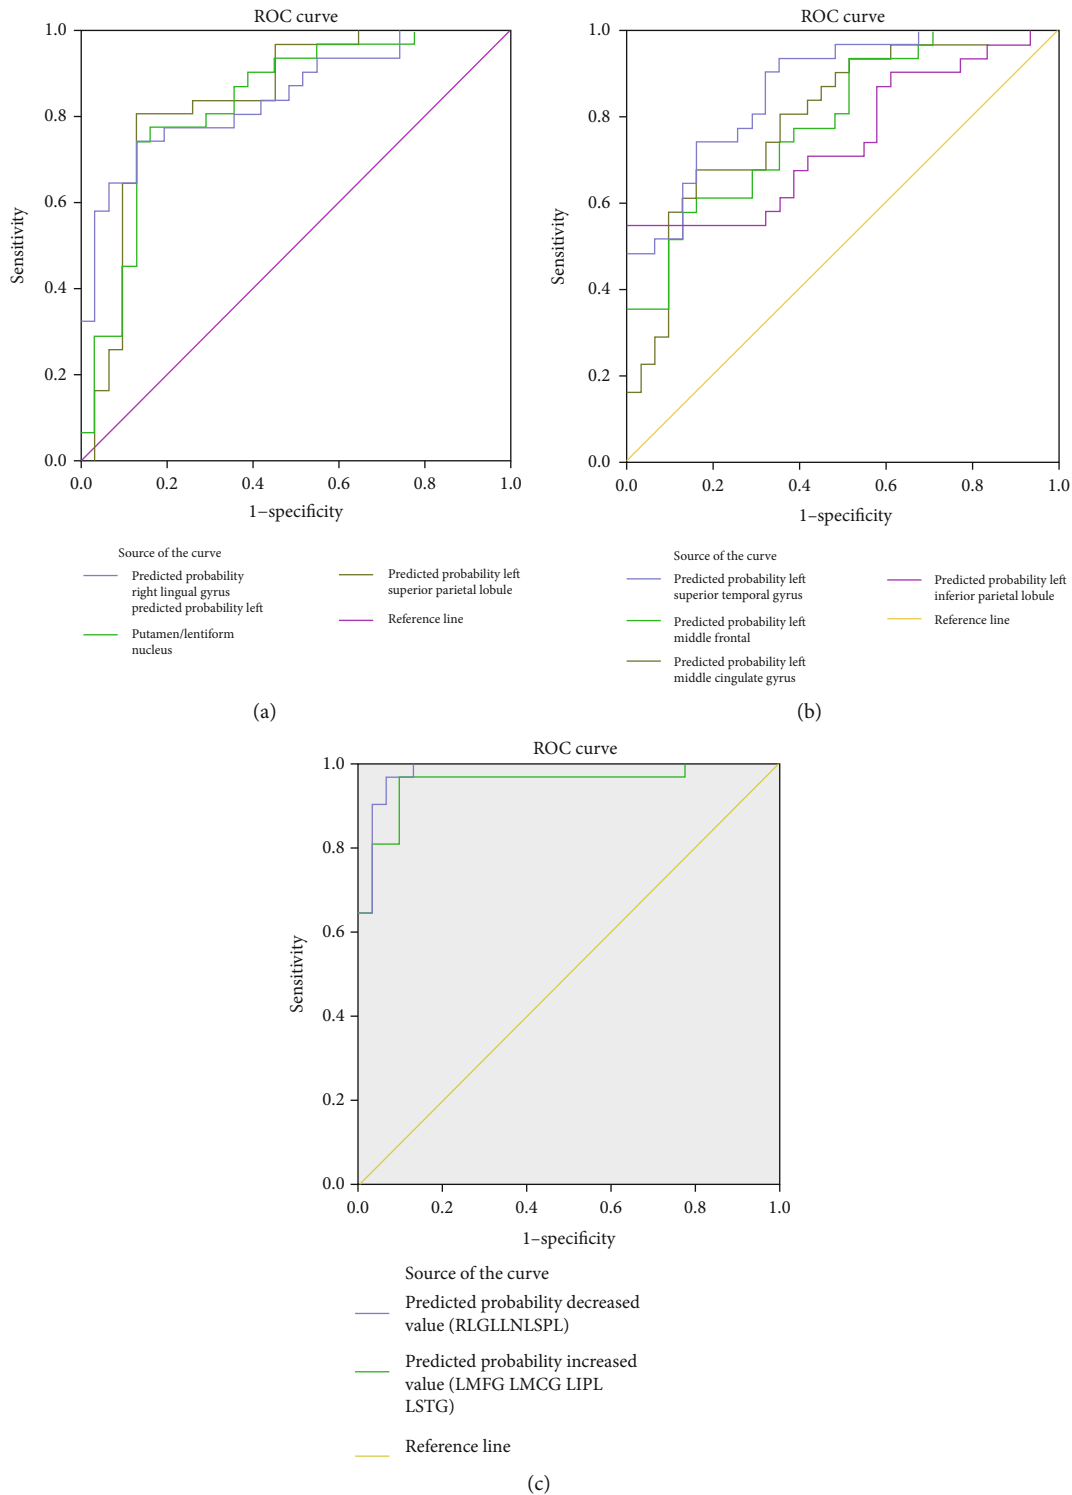 ROC curve
1.0
0.8
0.6
0.4
0.2
0.0
Sensitivity
0.0 0.2 0.4 0.6 0.8 1.0
1–specificity
Source of the curve
Predicted probability
right lingual gyrus
predicted probability left
Putamen/lentiform
nucleus
Predicted probability left
superior parietal lobule
Reference line
(a)
ROC curve
1.0
0.8
0.6
0.4
0.2
0.0
Sensitivity
0.0 0.2 0.4 0.6 0.8 1.0
1–specificity
Source of the curve
Predicted probability left
superior temporal gyrus
Predicted probability left
middle frontal
Predicted probability left
middle cingulate gyrus
Predicted probability left
inferior parietal lobule
Reference line
(b)
ROC curve
1.0
0.8
0.6
0.4
0.2
0.0
Sensitivity
0.0 0.2 0.4 0.6 0.8 1.0
1–specificity
Source of the curve
Predicted probability decreased
value (RLGLLNLSPL)
Predicted probability increased
value (LMFG LMCG LIPL
LSTG)
Reference line
(c)